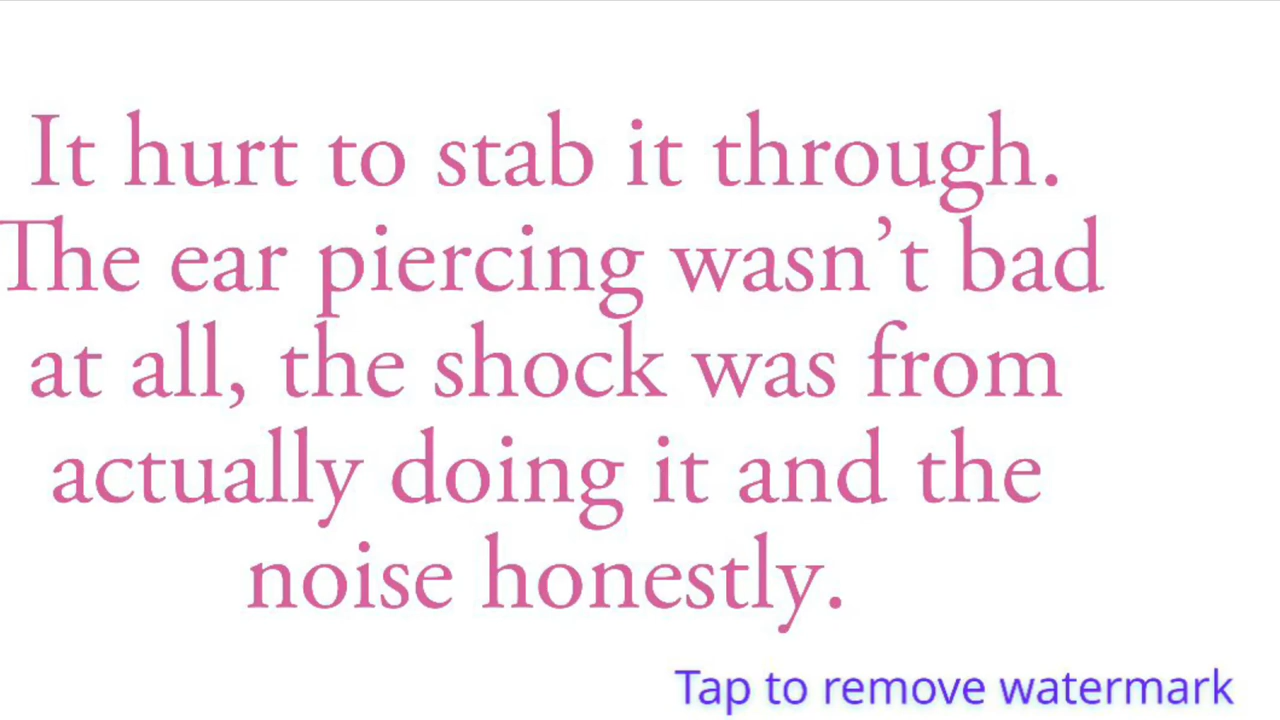 It hurt to stab it through.
The ear piercing wasn’t bad
at all, the shock was from
actually doing it and the
noise honestly.
Tap to remove watermark